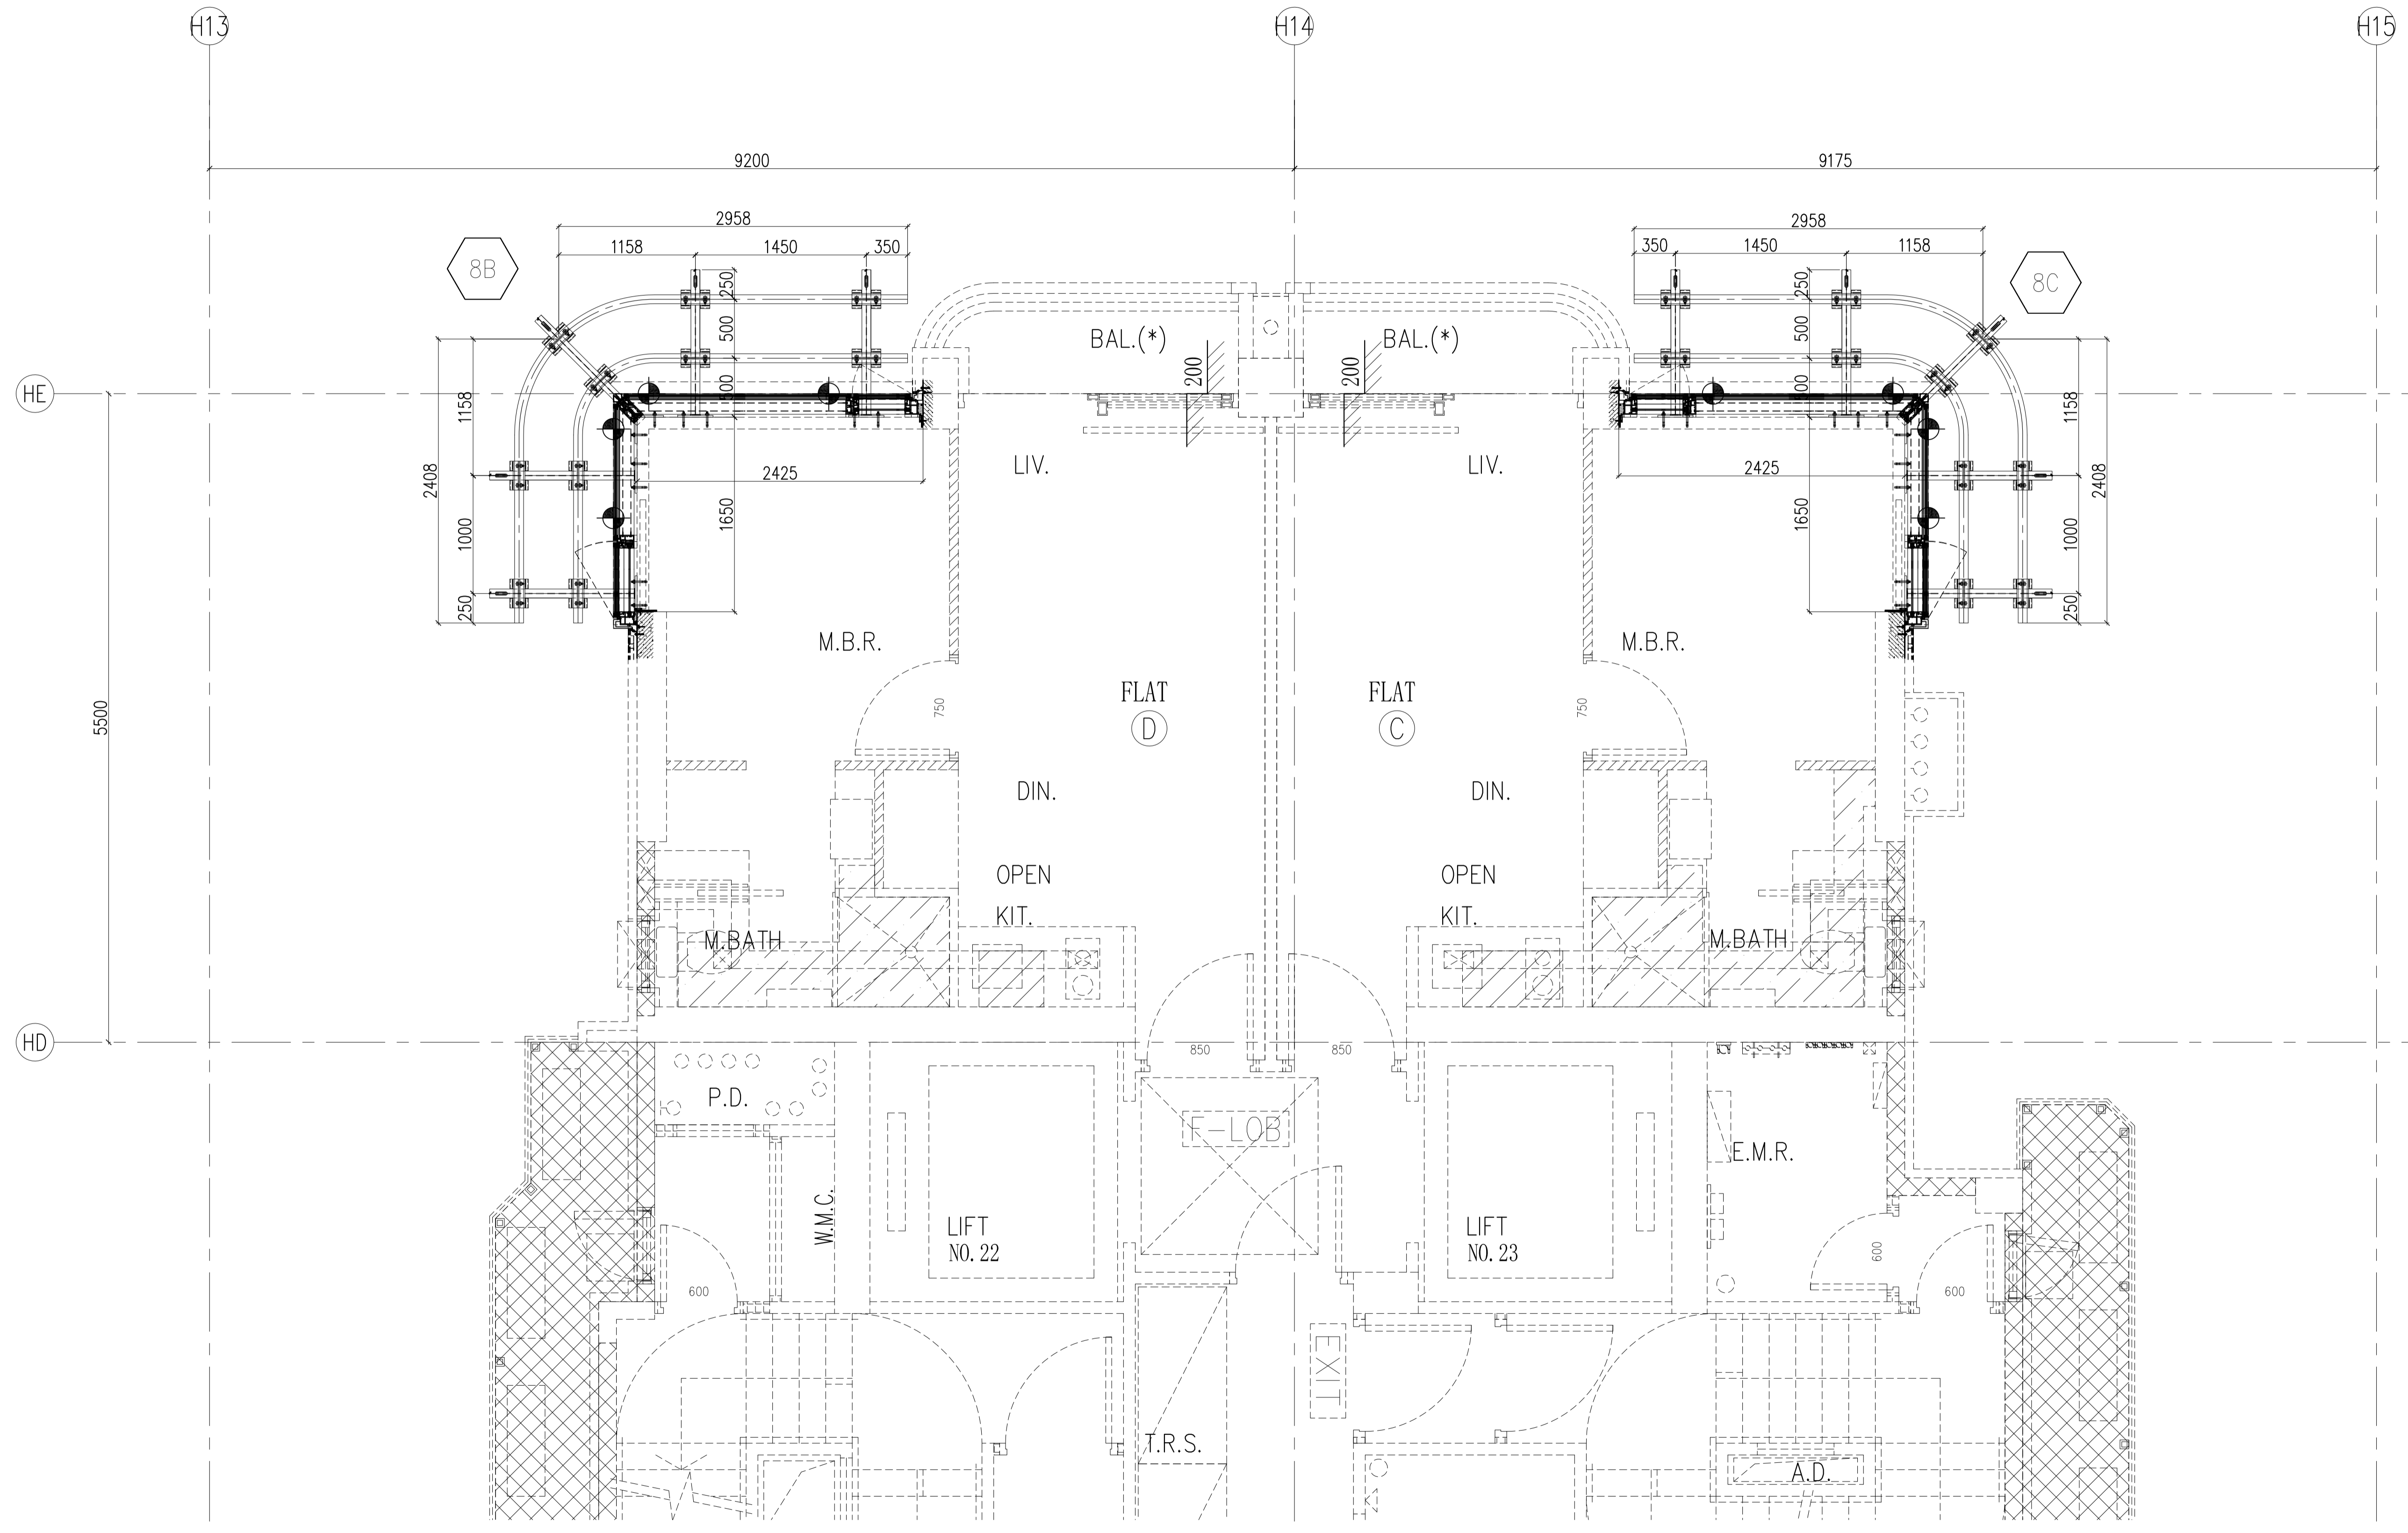 H13 H14 H15
9200 9175
2958 2958
1158 1450 350 350 1450 1158
8B 8C
250 250
500 500
500 500
BAL.(*) BAL.(*)
200 200
HE
1158 1158
2408 2408
1000 1000
250 250
2425 2425
1650 1650
LIV. LIV.
M.B.R. M.B.R.
FLAT FLAT
D C
750 750
5500
DIN. DIN.
OPEN OPEN
KIT. KIT.
M.BATH M.BATH
HD
850 850
P.D.
F-LOB
E.M.R.
W.M.C.
LIFT LIFT
NO. 22 NO. 23
600 600 600
EXIT
T.R.S.
A.D.